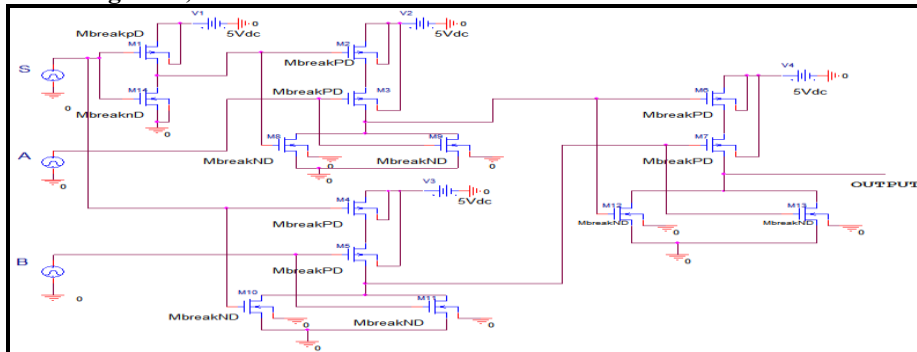 V1
0
5Vdc
MbreakpD
M1
S
0
M14
MbreaknD
0
V2
0
5Vdc
M2
MbreakPD
MbreakPD
M3
A
0
M8
MbreakND
0
M9
MbreakND
0
0
V3
0
5Vdc
M4
MbreakPD
M5
MbreakPD
B
0
M10
MbreakND
0
M11
MbreakND
0
0
V4
0
5Vdc
M6
MbreakPD
M7
MbreakPD
OUTPUT
M12
MbreakND
0
M13
MbreakND
0
0